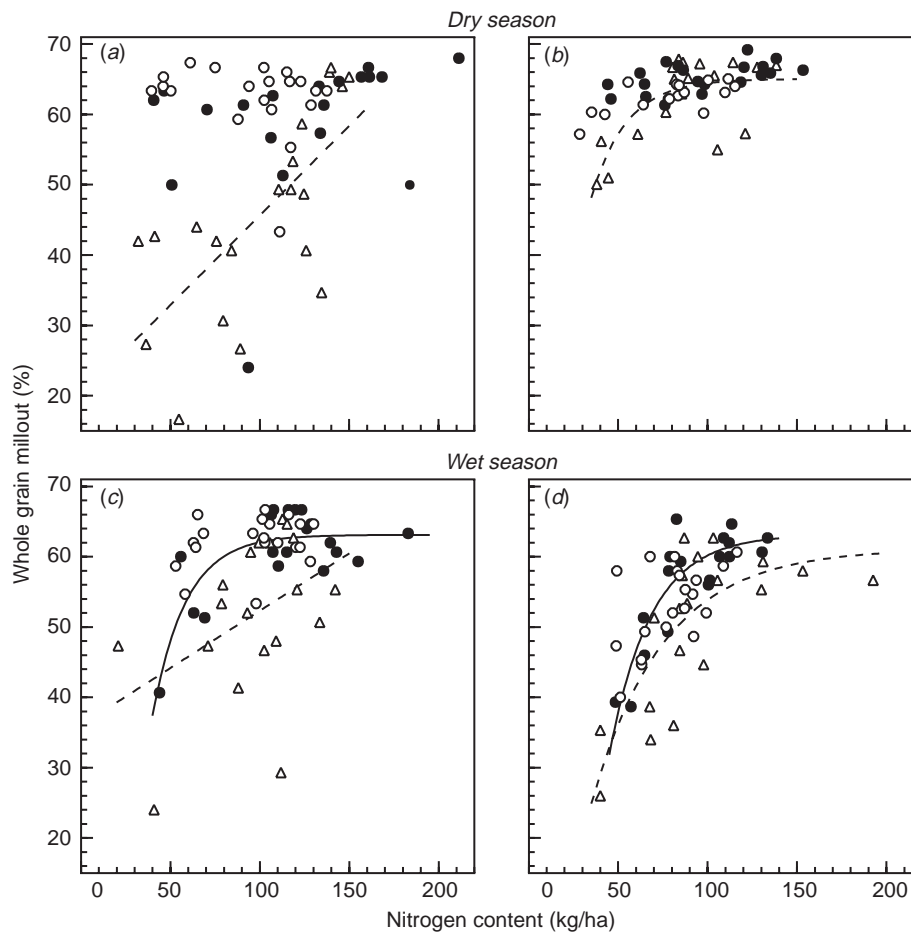 Dry season
(a)
(b)
70
60
50
40
30
20
Whole grain millout (%)
Wet season
(c)
(d)
70
60
50
40
30
20
0 50 100 150 200 0 50 100 150 200
Nitrogen content (kg/ha)